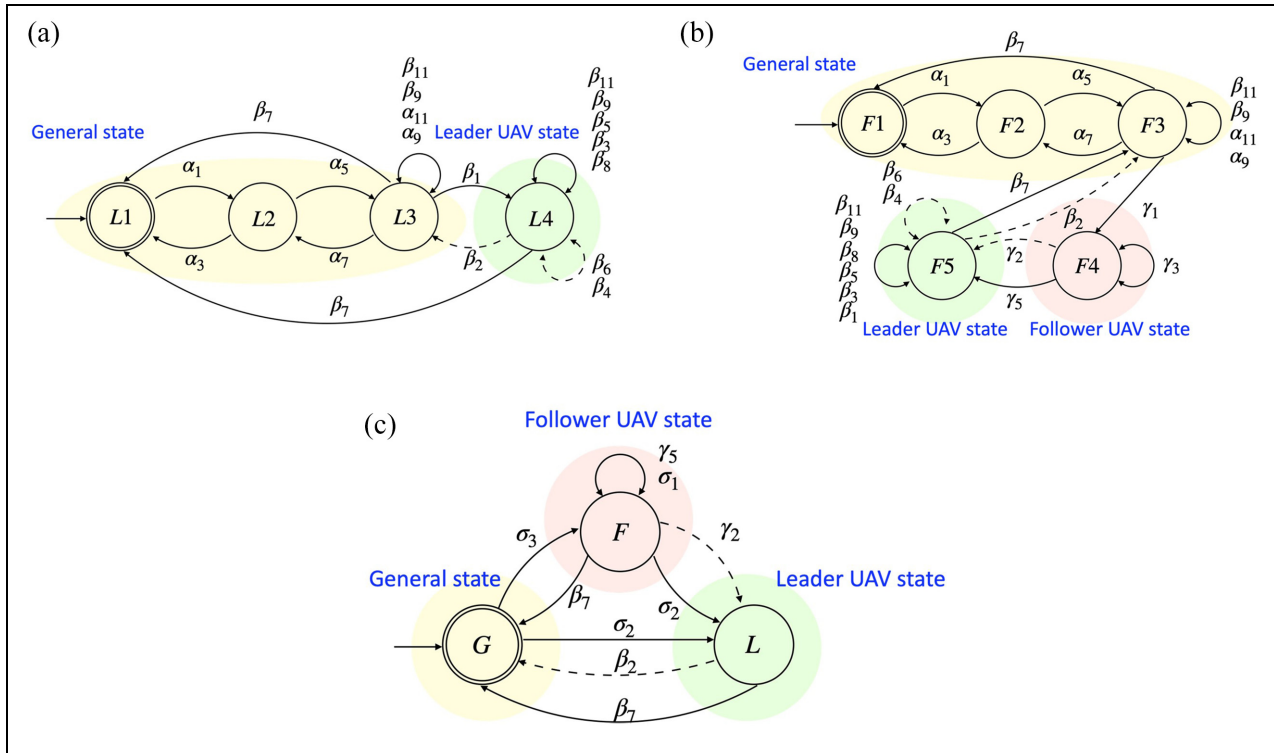 (a)
General state
Leader UAV state
β7
β11
β9
α11
α9
β11
β9
β5
β3
β8
α1
α5
β1
L1
L2
L3
L4
α3
α7
β2
β6
β4
β7
(b)
General state
β7
α1
α5
F1
F2
F3
α3
α7
β11
β9
α11
α9
β6
β4
β7
β2
γ1
β11
β9
β8
β5
β3
β1
F5
γ2
F4
γ3
γ5
Leader UAV state
Follower UAV state
(c)
Follower UAV state
γ5
σ1
F
σ3
γ2
General state
Leader UAV state
β7
σ2
G
σ2
L
β2
β7